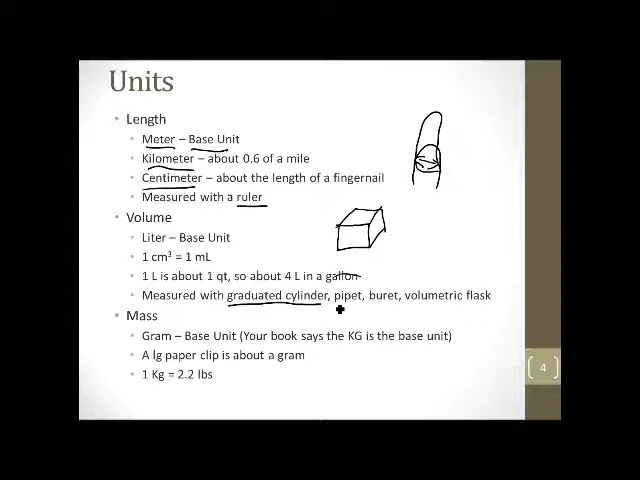 Units
• Length
• Meter – Base Unit
• Kilometer – about 0.6 of a mile
• Centimeter – about the length of a fingernail
• Measured with a ruler
• Volume
• Liter – Base Unit
• 1 cm³ = 1 mL
• 1 L is about 1 qt, so about 4 L in a gallon
• Measured with graduated cylinder, pipet, buret, volumetric flask
• Mass
• Gram – Base Unit (Your book says the KG is the base unit)
• A lg paper clip is about a gram
• 1 Kg = 2.2 lbs
4